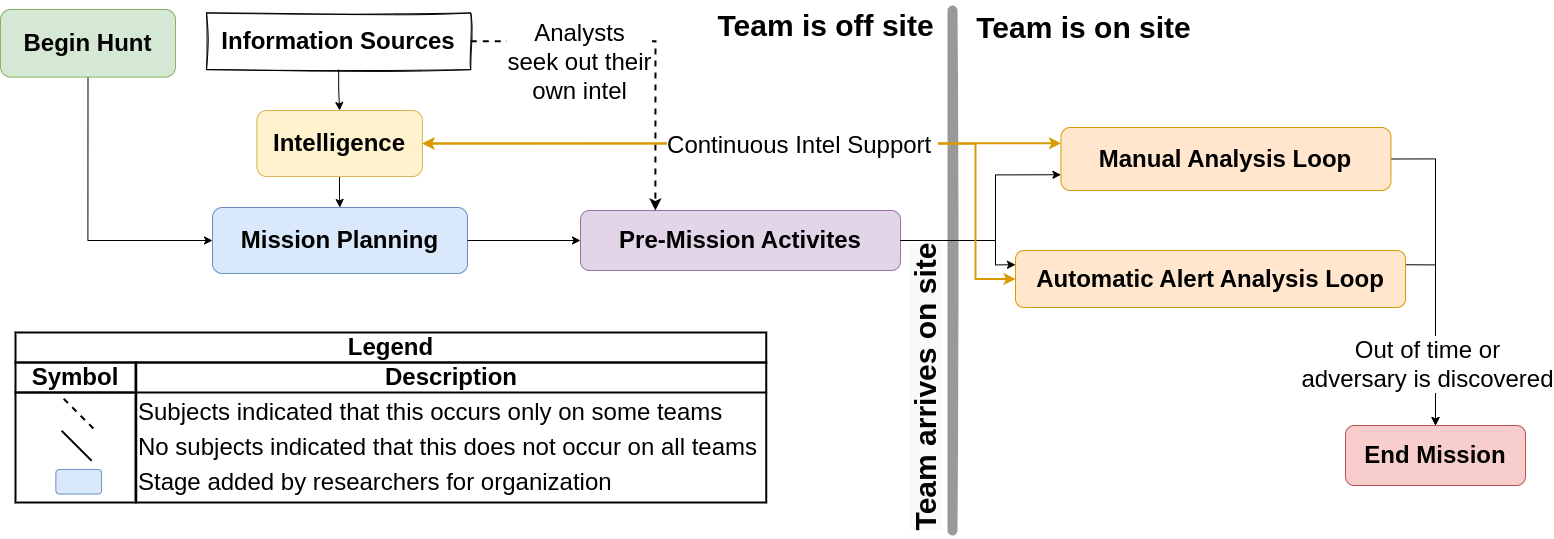 Begin Hunt
Information Sources
Analysts
seek out their
own intel
Team is off site
Team is on site
Intelligence
Continuous Intel Support
Manual Analysis Loop
Mission Planning
Pre-Mission Activites
Team arrives on site
Automatic Alert Analysis Loop
Out of time or
adversary is discovered
End Mission
Legend
Symbol Description
Subjects indicated that this occurs only on some teams
No subjects indicated that this does not occur on all teams
Stage added by researchers for organization